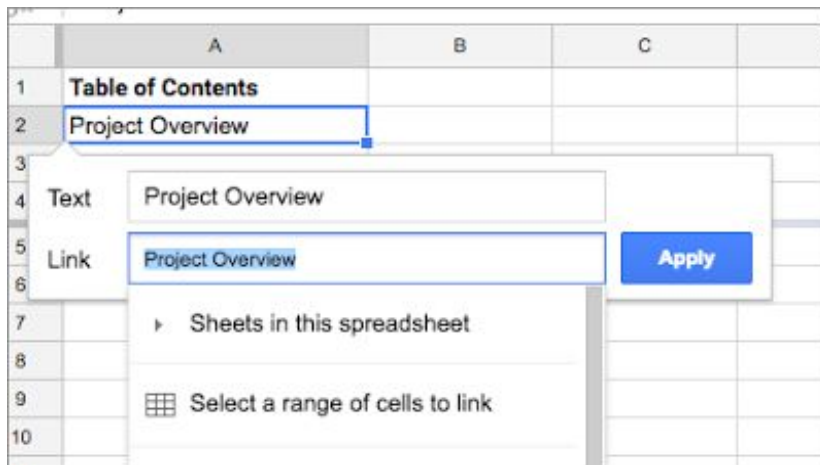 A B C
1 Table of Contents
2 Project Overview
3
4 Text Project Overview
5 Link Project Overview Apply
6
7 Sheets in this spreadsheet
8
9 Select a range of cells to link
10